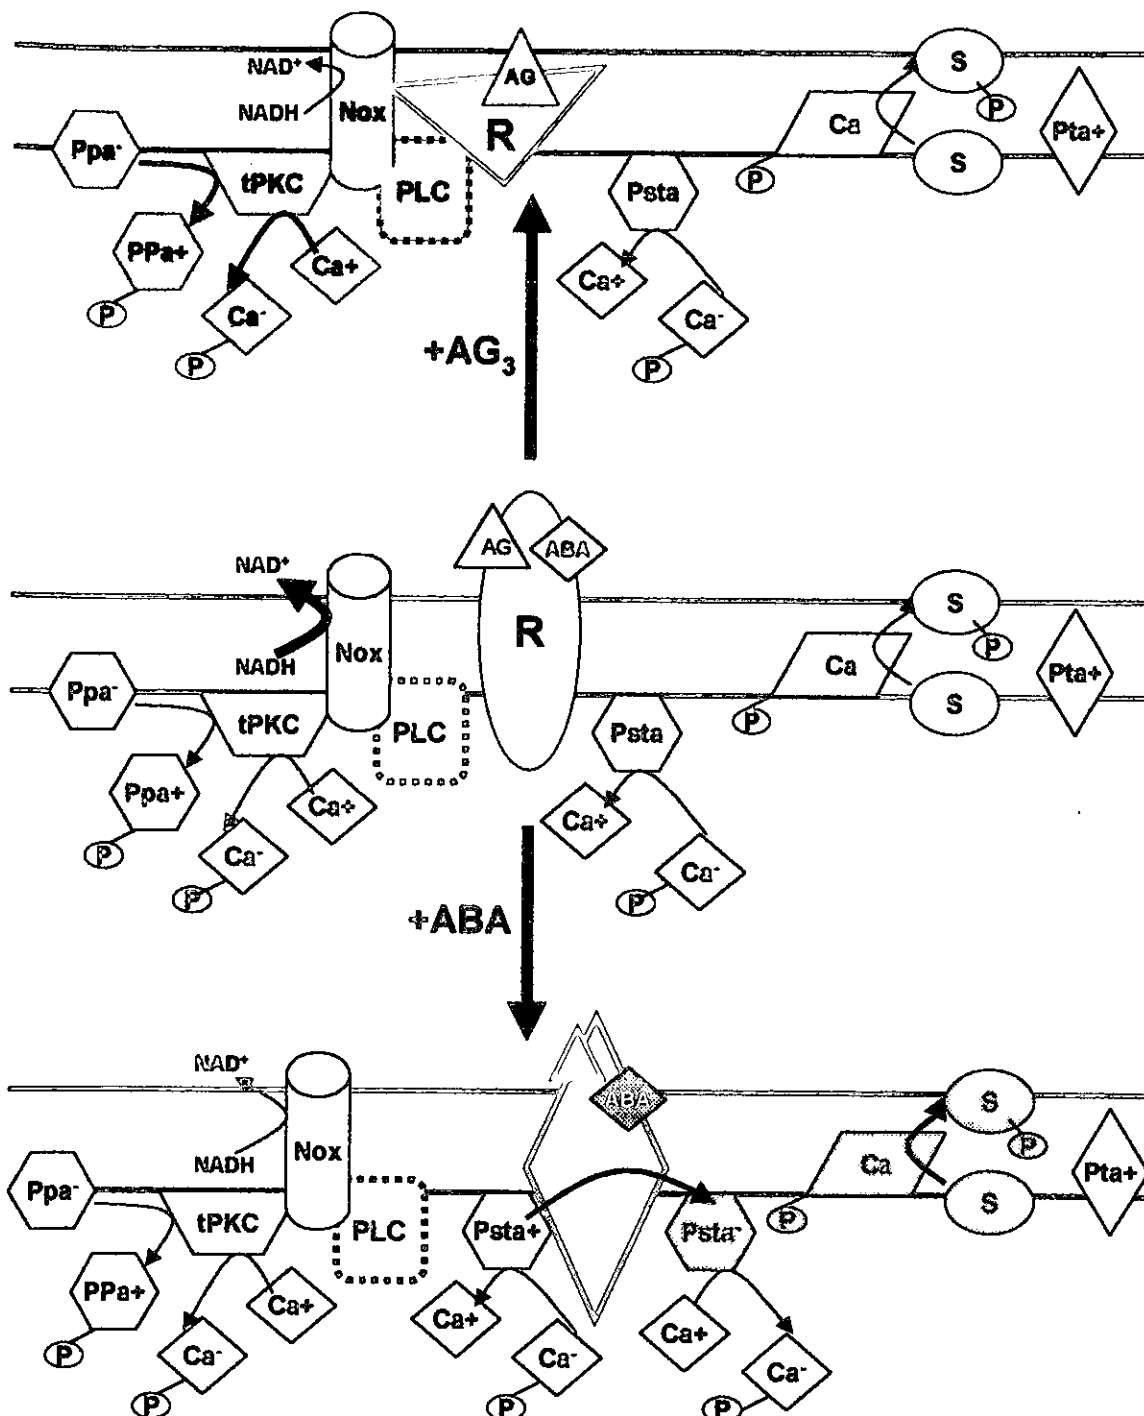 NAD⁺
NADH
Nox
AG
R
S
P
Ca
Pta+
Ppa⁻
tPKC
PLC
Psta
P
S
PPa+
Ca+
Ca+
P
Ca⁻
Ca⁻
P
P
+AG₃
AG
ABA
NAD⁺
S
R
NADH
Nox
Ca
P
Pta+
Ppa⁻
tPKC
PLC
Psta
P
S
Ppa+
Ca+
Ca+
P
Ca⁻
Ca⁻
P
P
+ABA
NAD⁺
ABA
S
NADH
Nox
Ca
P
Pta+
Ppa⁻
tPKC
PLC
Psta+
Psta⁻
P
S
PPa+
Ca+
Ca+
Ca+
P
Ca⁻
Ca⁻
Ca⁻
P
P
P